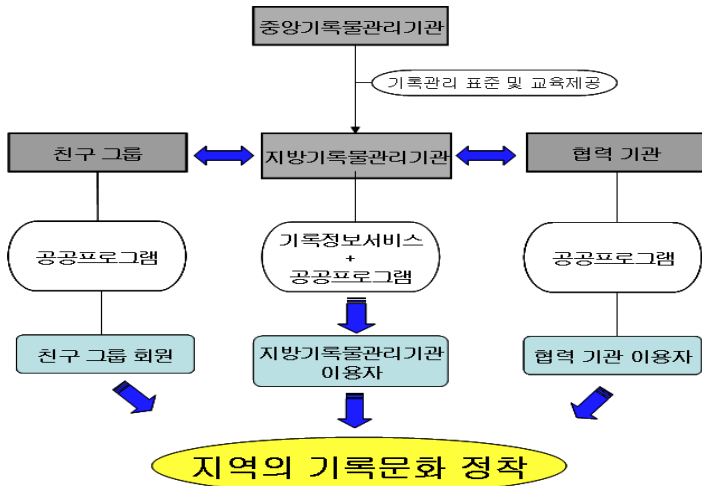 중앙기록물관리기관
기록관리 표준 및 교육제공
친구 그룹
지방기록물관리기관
협력 기관
공공프로그램
기록정보서비스
+
공공프로그램
공공프로그램
친구 그룹 회원
지방기록물관리기관
이용자
협력 기관 이용자
지역의 기록문화 정착